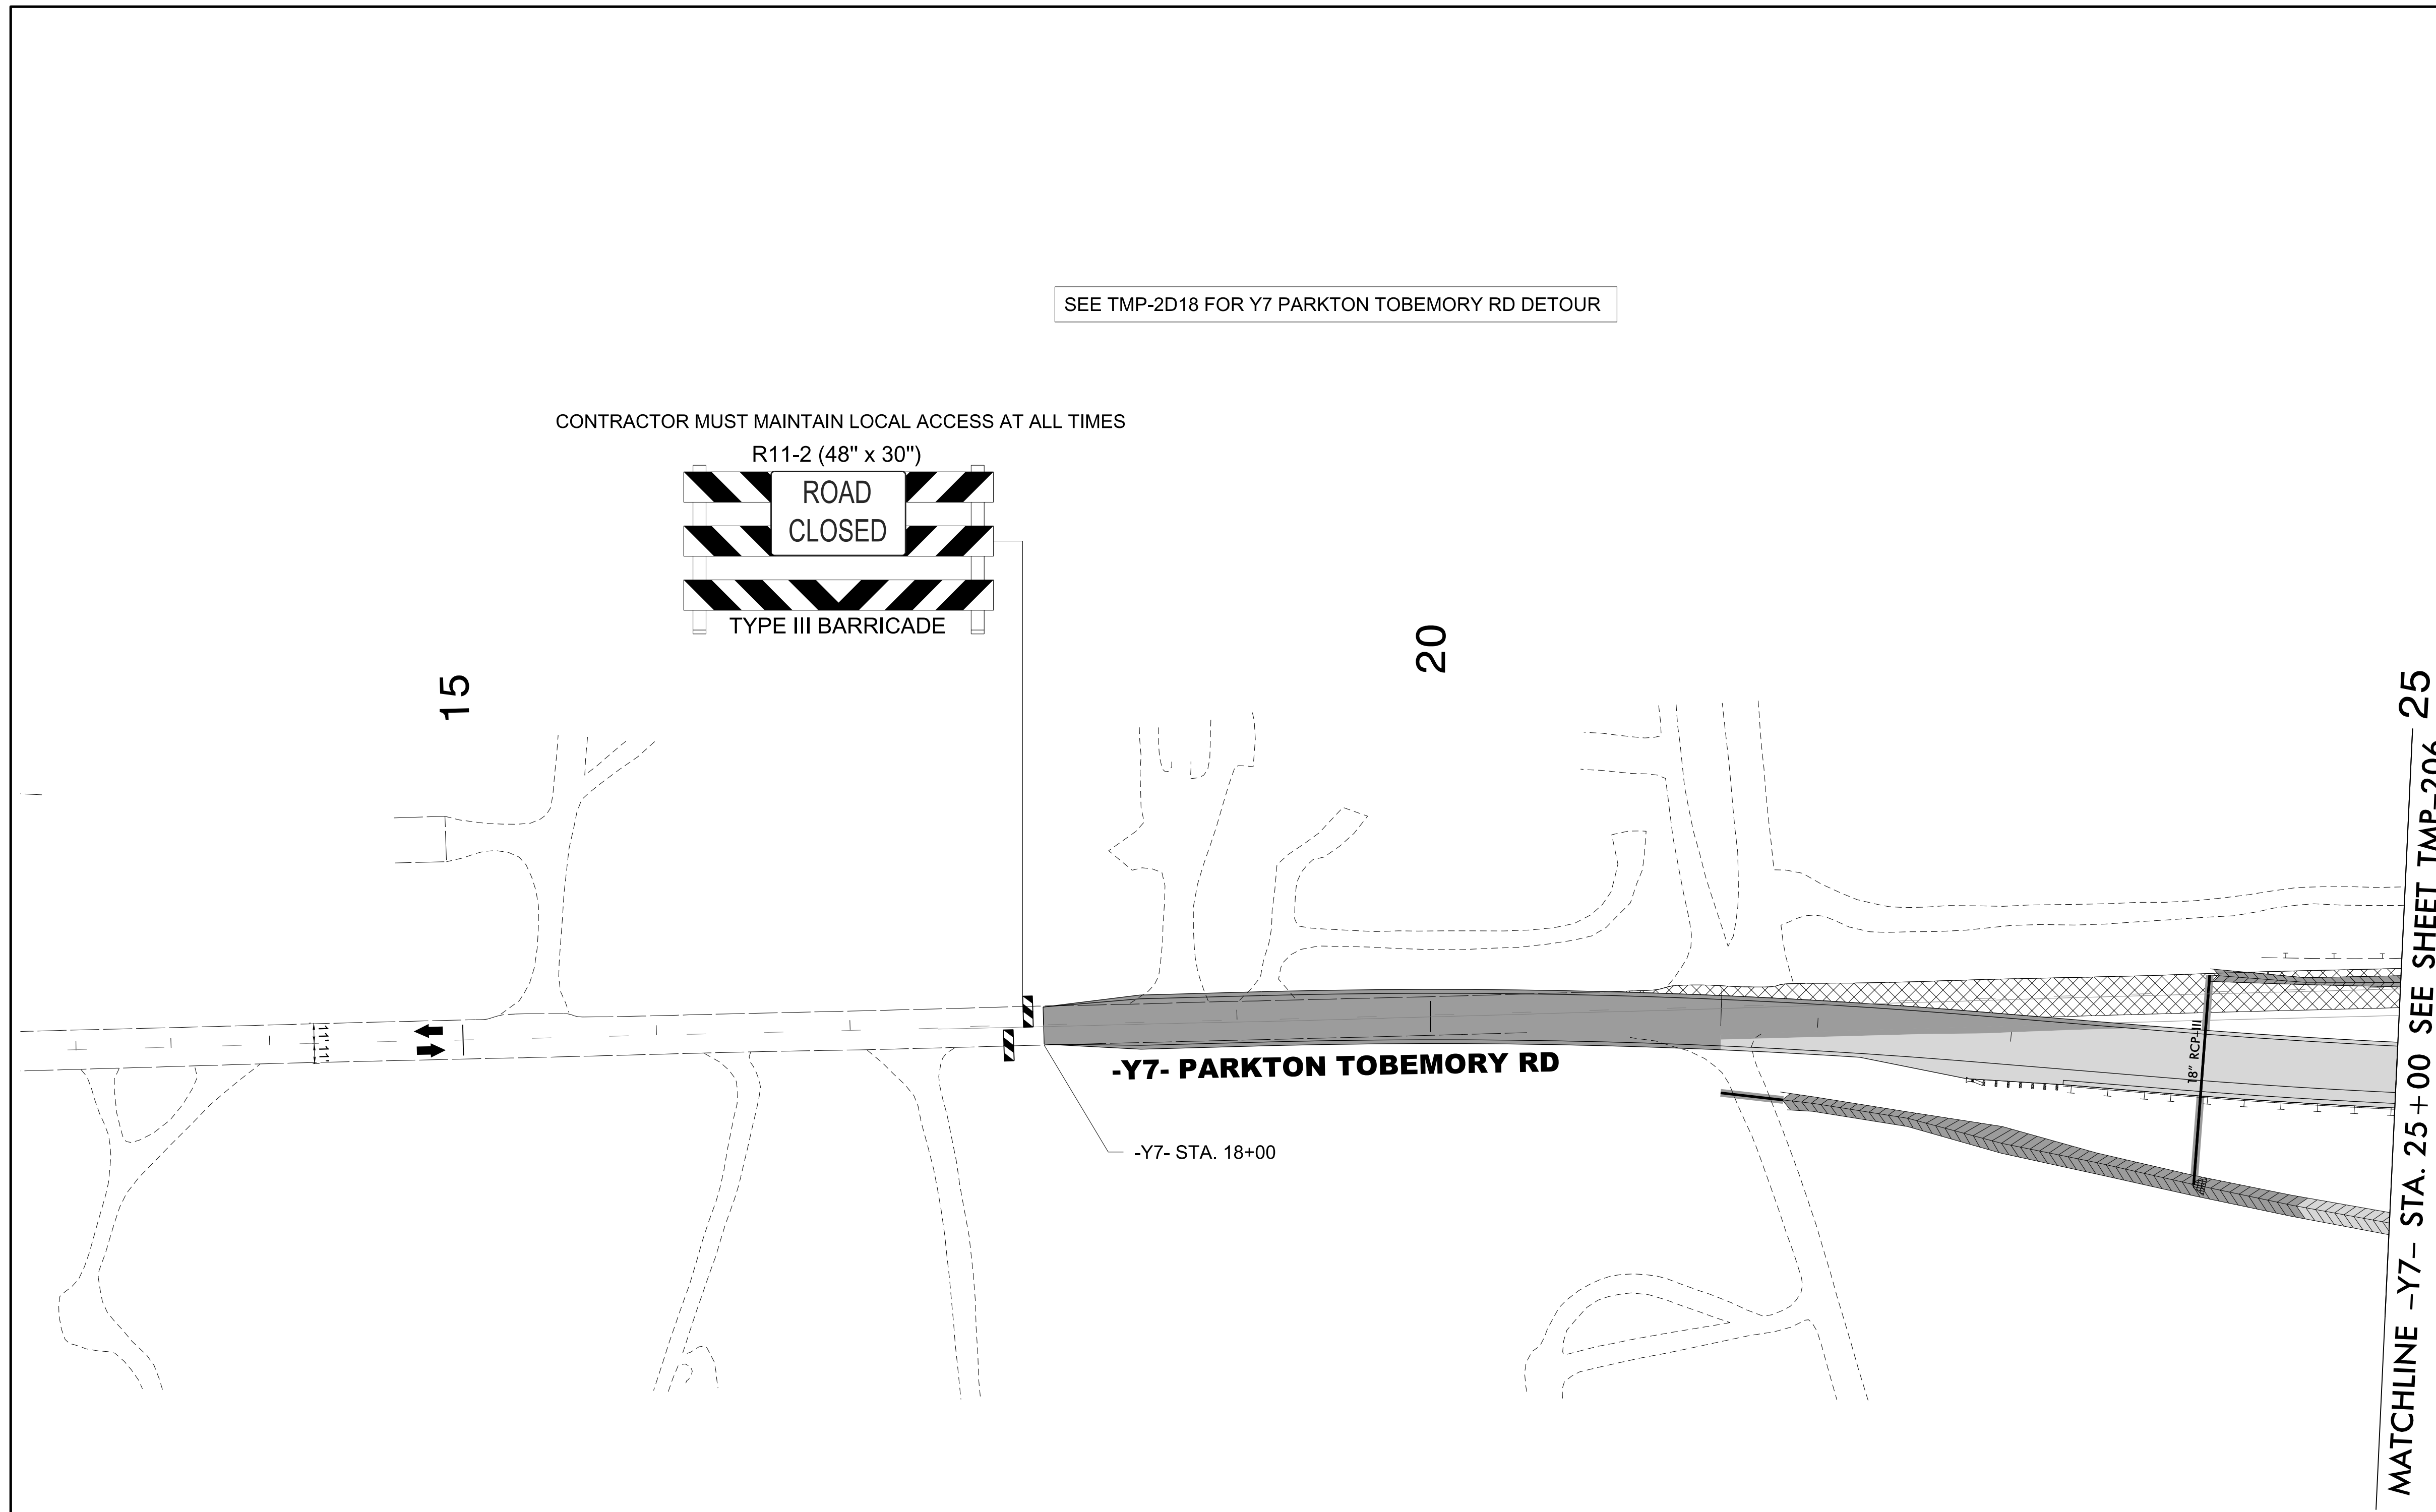 SEE TMP-2D18 FOR Y7 PARKTON TOBEMORY RD DETOUR
CONTRACTOR MUST MAINTAIN LOCAL ACCESS AT ALL TIMES
R11-2 (48" x 30")
ROAD
CLOSED
TYPE III BARRICADE
15
20
25
11' 11'
-Y7- PARKTON TOBEMORY RD
-Y7- STA. 18+00
18" RCP-III
MATCHLINE -Y7- STA. 25+00 SEE SHEET TMP-206